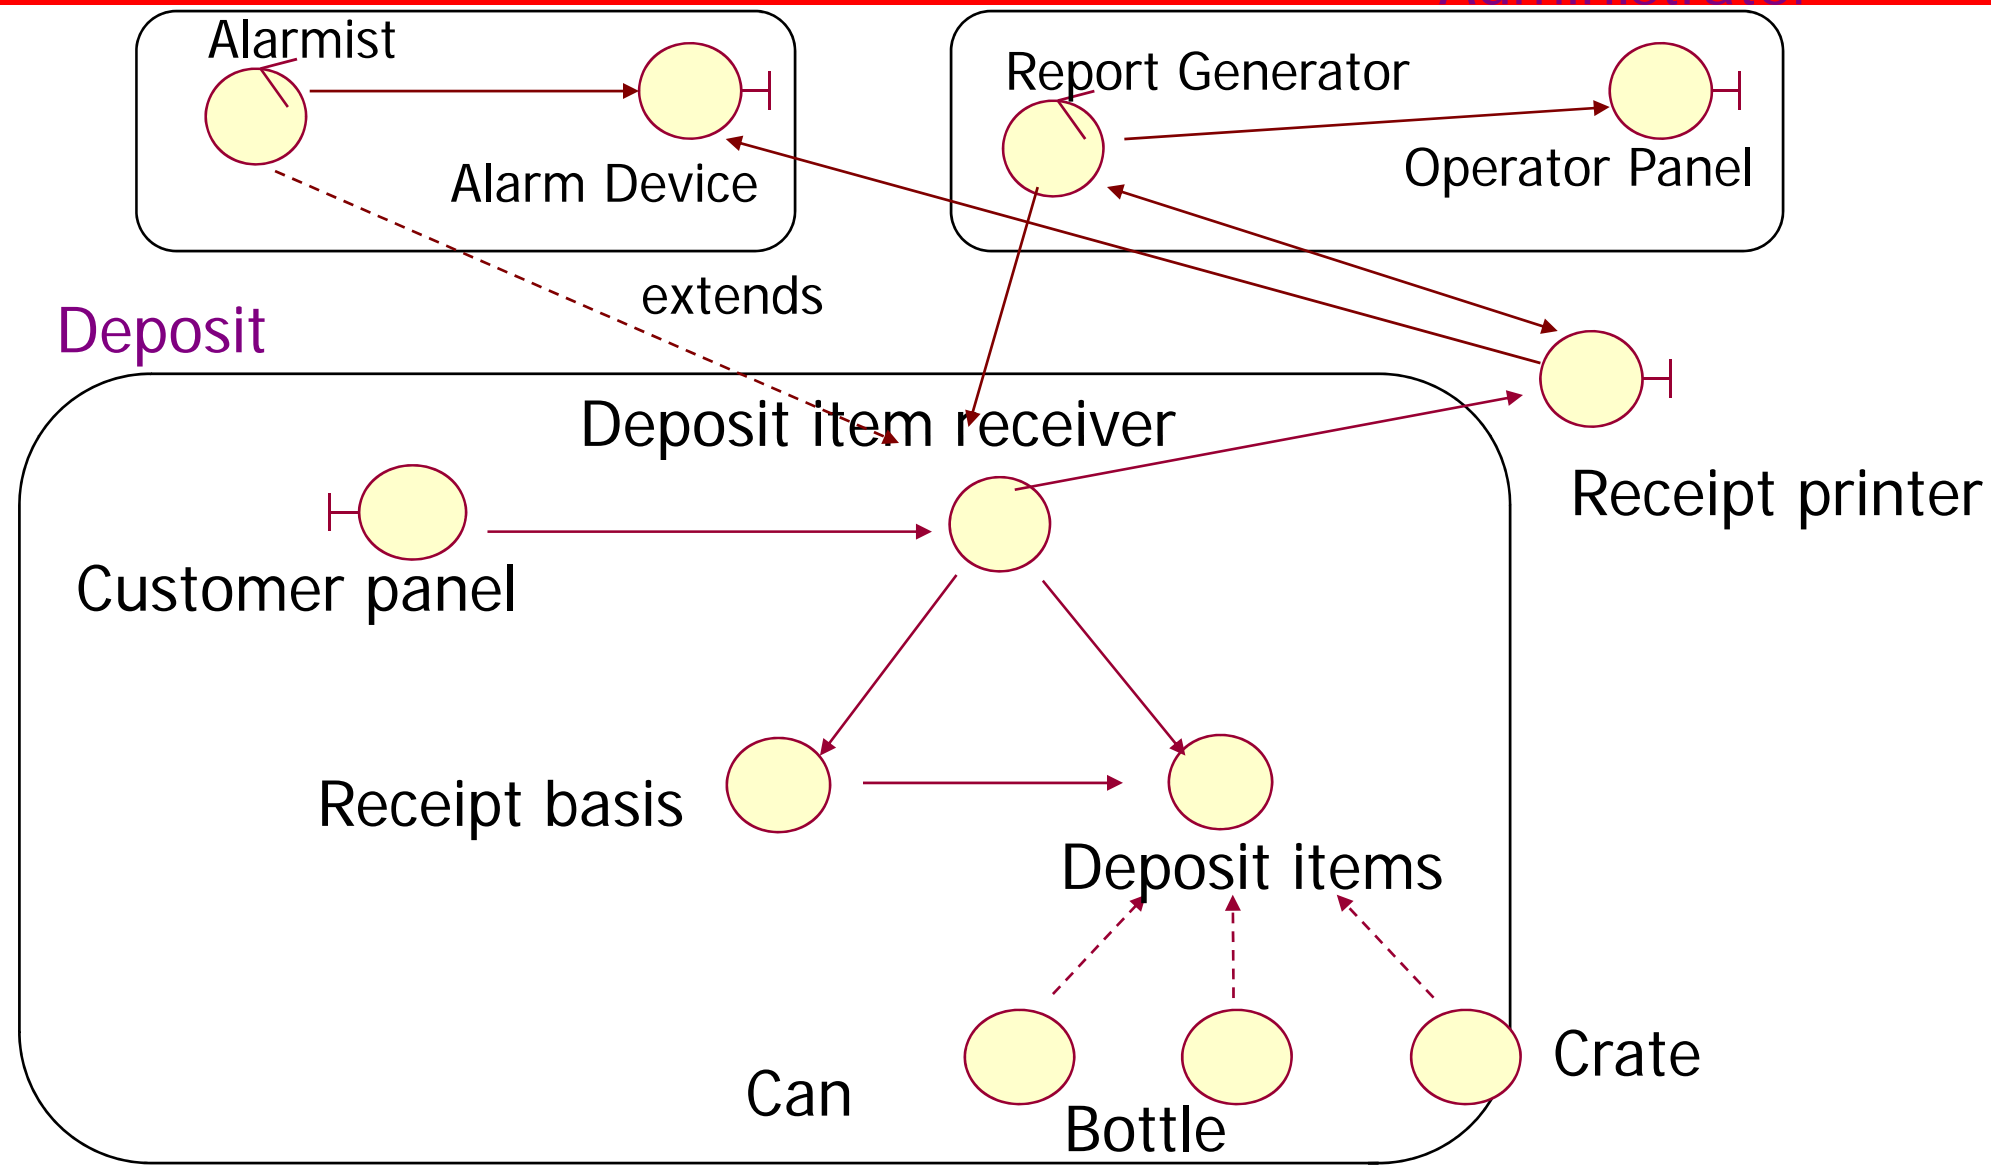 Alarmist
Report Generator
Alarm Device
Operator Panel
extends
Deposit
Deposit item receiver
Receipt printer
Customer panel
Receipt basis
Deposit items
Can
Bottle
Crate